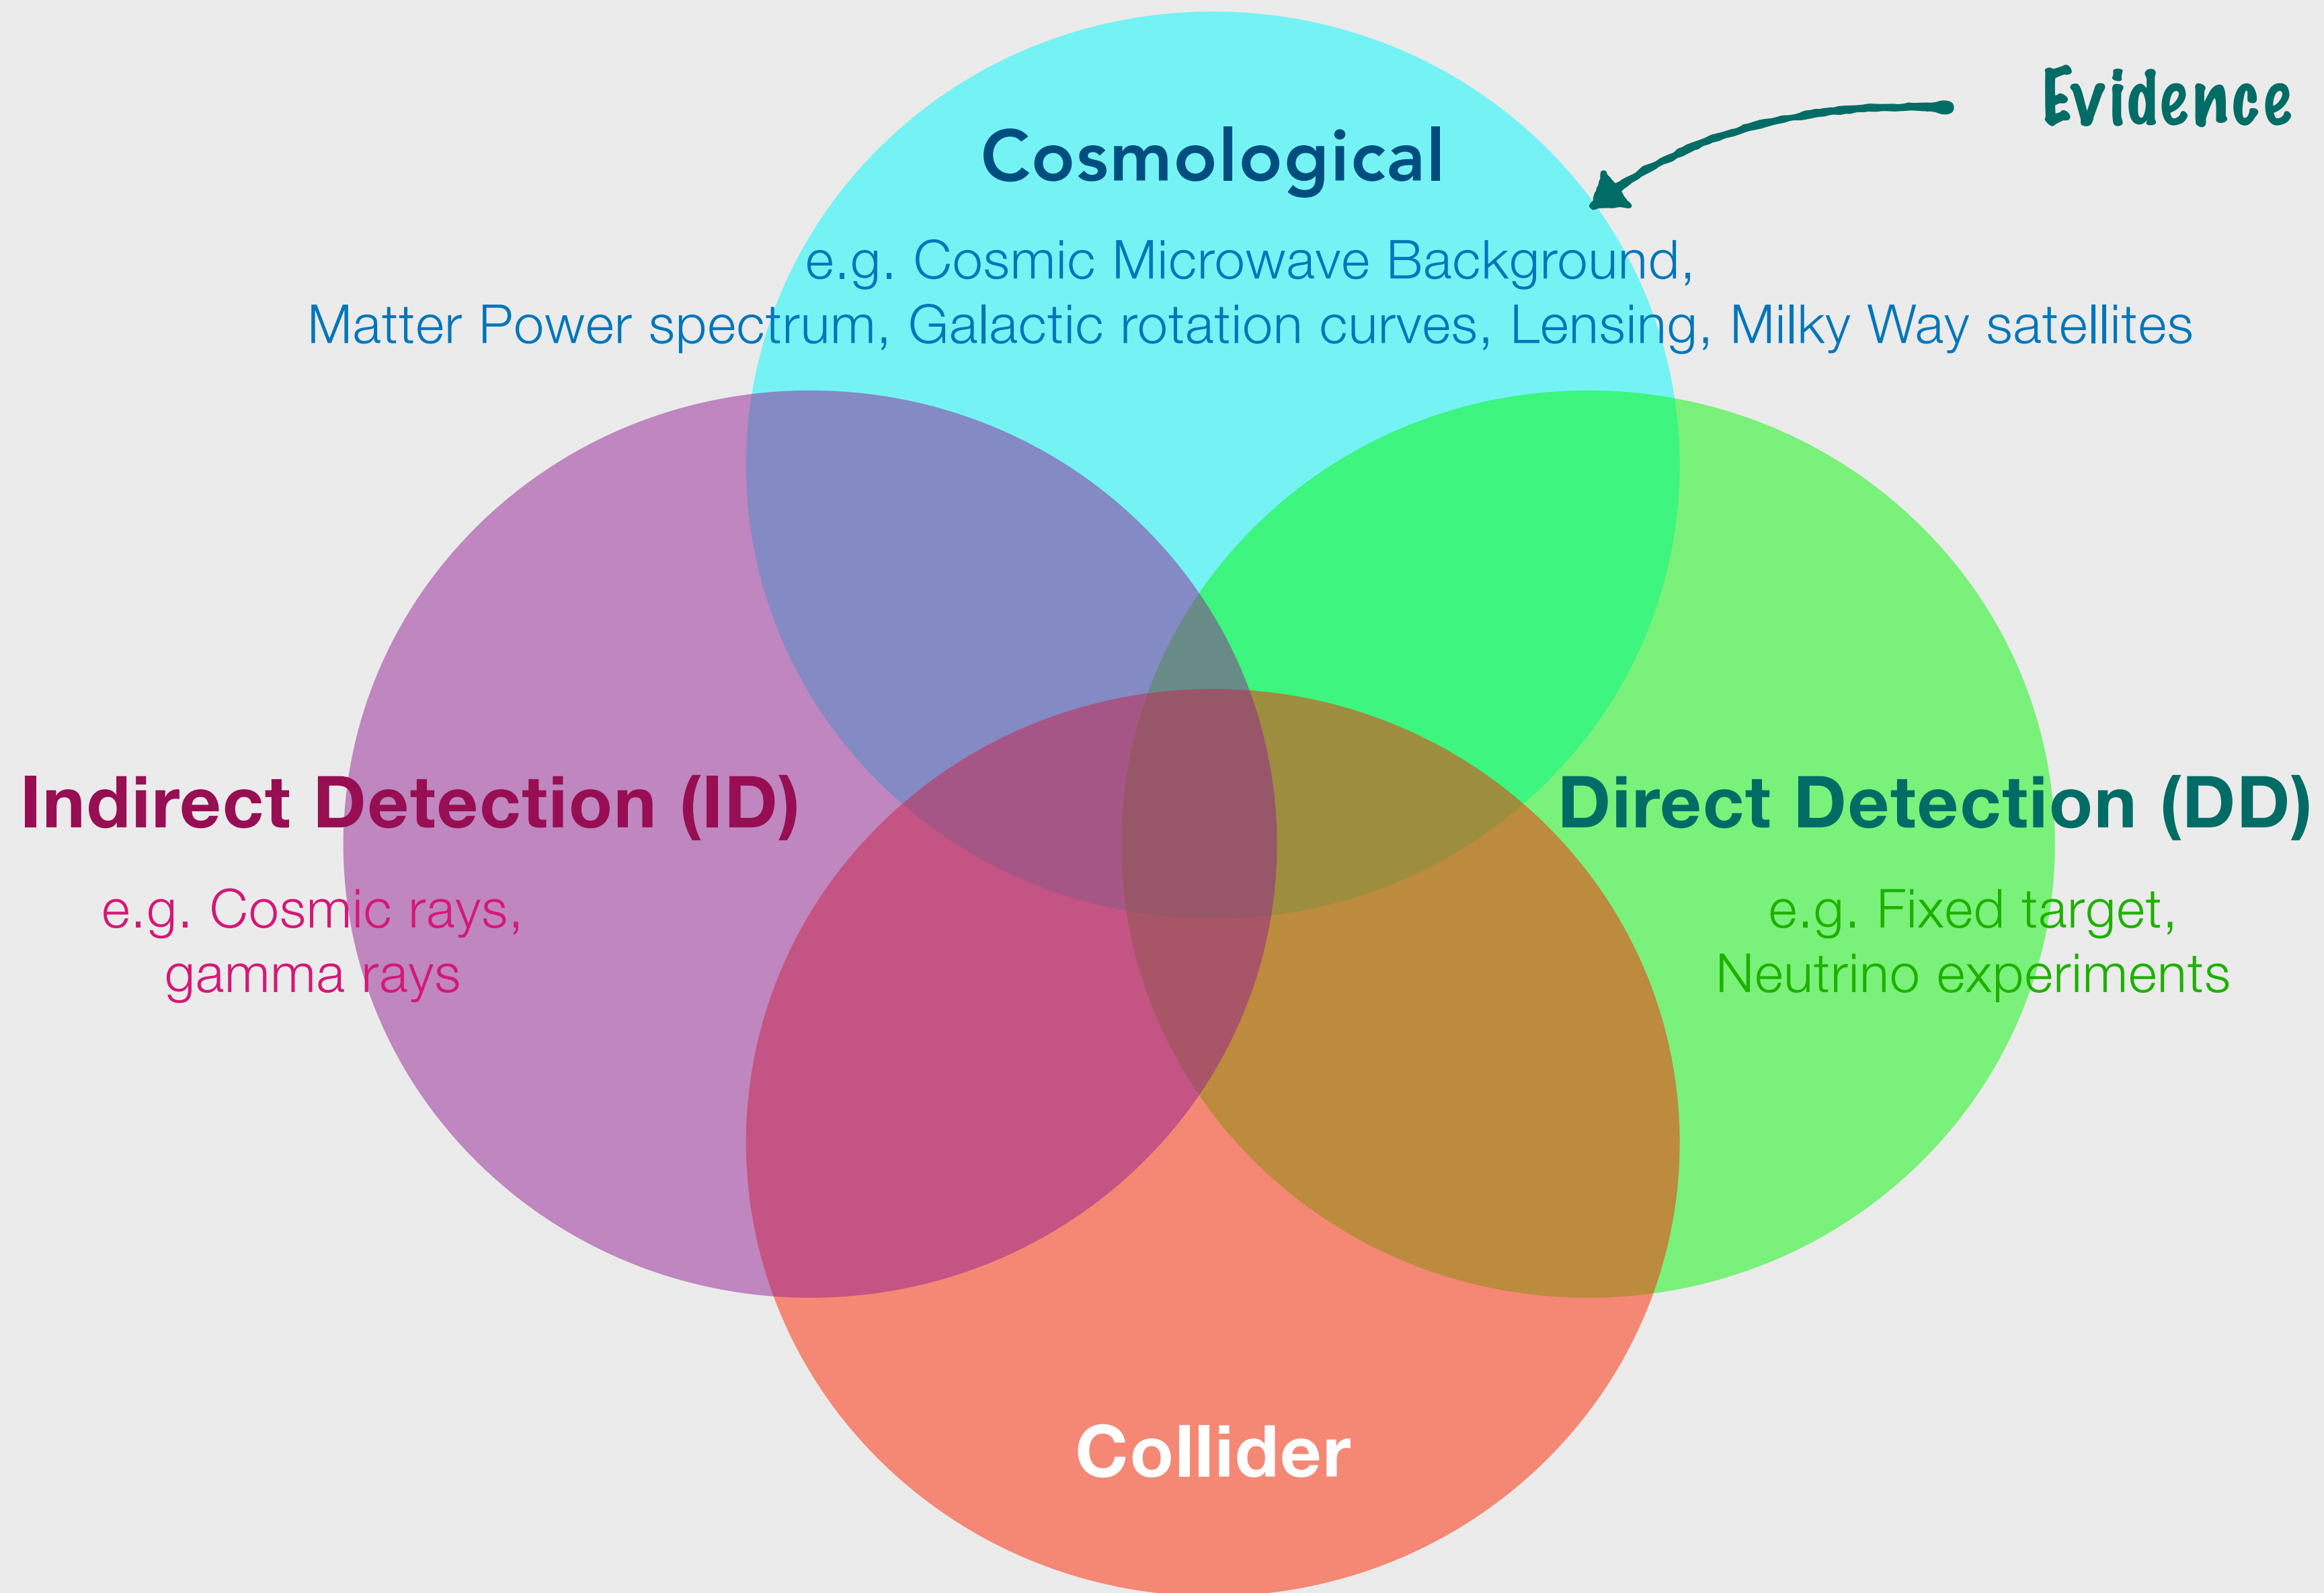 Evidence
Cosmological
e.g. Cosmic Microwave Background,
Matter Power spectrum, Galactic rotation curves, Lensing, Milky Way satellites
Indirect Detection (ID)
e.g. Cosmic rays,
gamma rays
Direct Detection (DD)
e.g. Fixed target,
Neutrino experiments
Collider